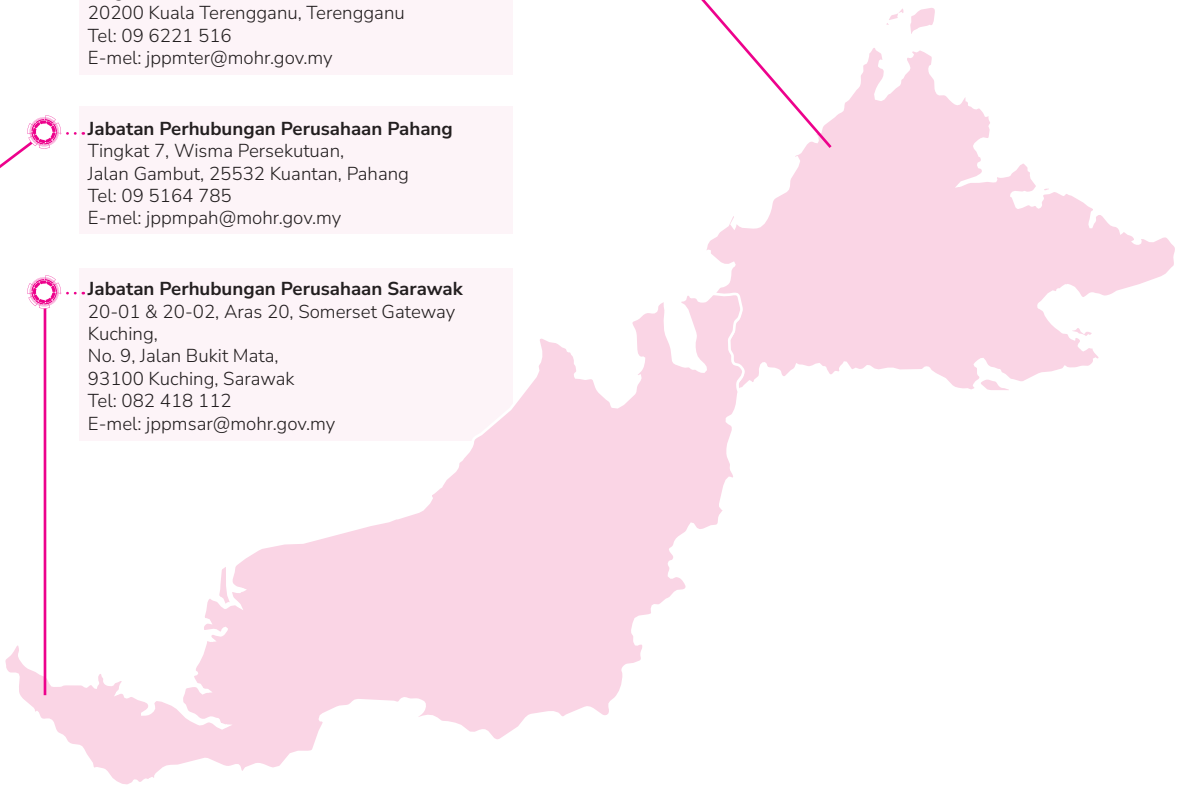 20200 Kuala Terengganu, Terengganu
Tel: 09 6221 516
E-mel: jppmter@mohr.gov.my
Jabatan Perhubungan Perusahaan Pahang
Tingkat 7, Wisma Persekutuan,
Jalan Gambut, 25532 Kuantan, Pahang
Tel: 09 5164 785
E-mel: jppmpah@mohr.gov.my
Jabatan Perhubungan Perusahaan Sarawak
20-01 & 20-02, Aras 20, Somerset Gateway
Kuching,
No. 9, Jalan Bukit Mata,
93100 Kuching, Sarawak
Tel: 082 418 112
E-mel: jppmsar@mohr.gov.my